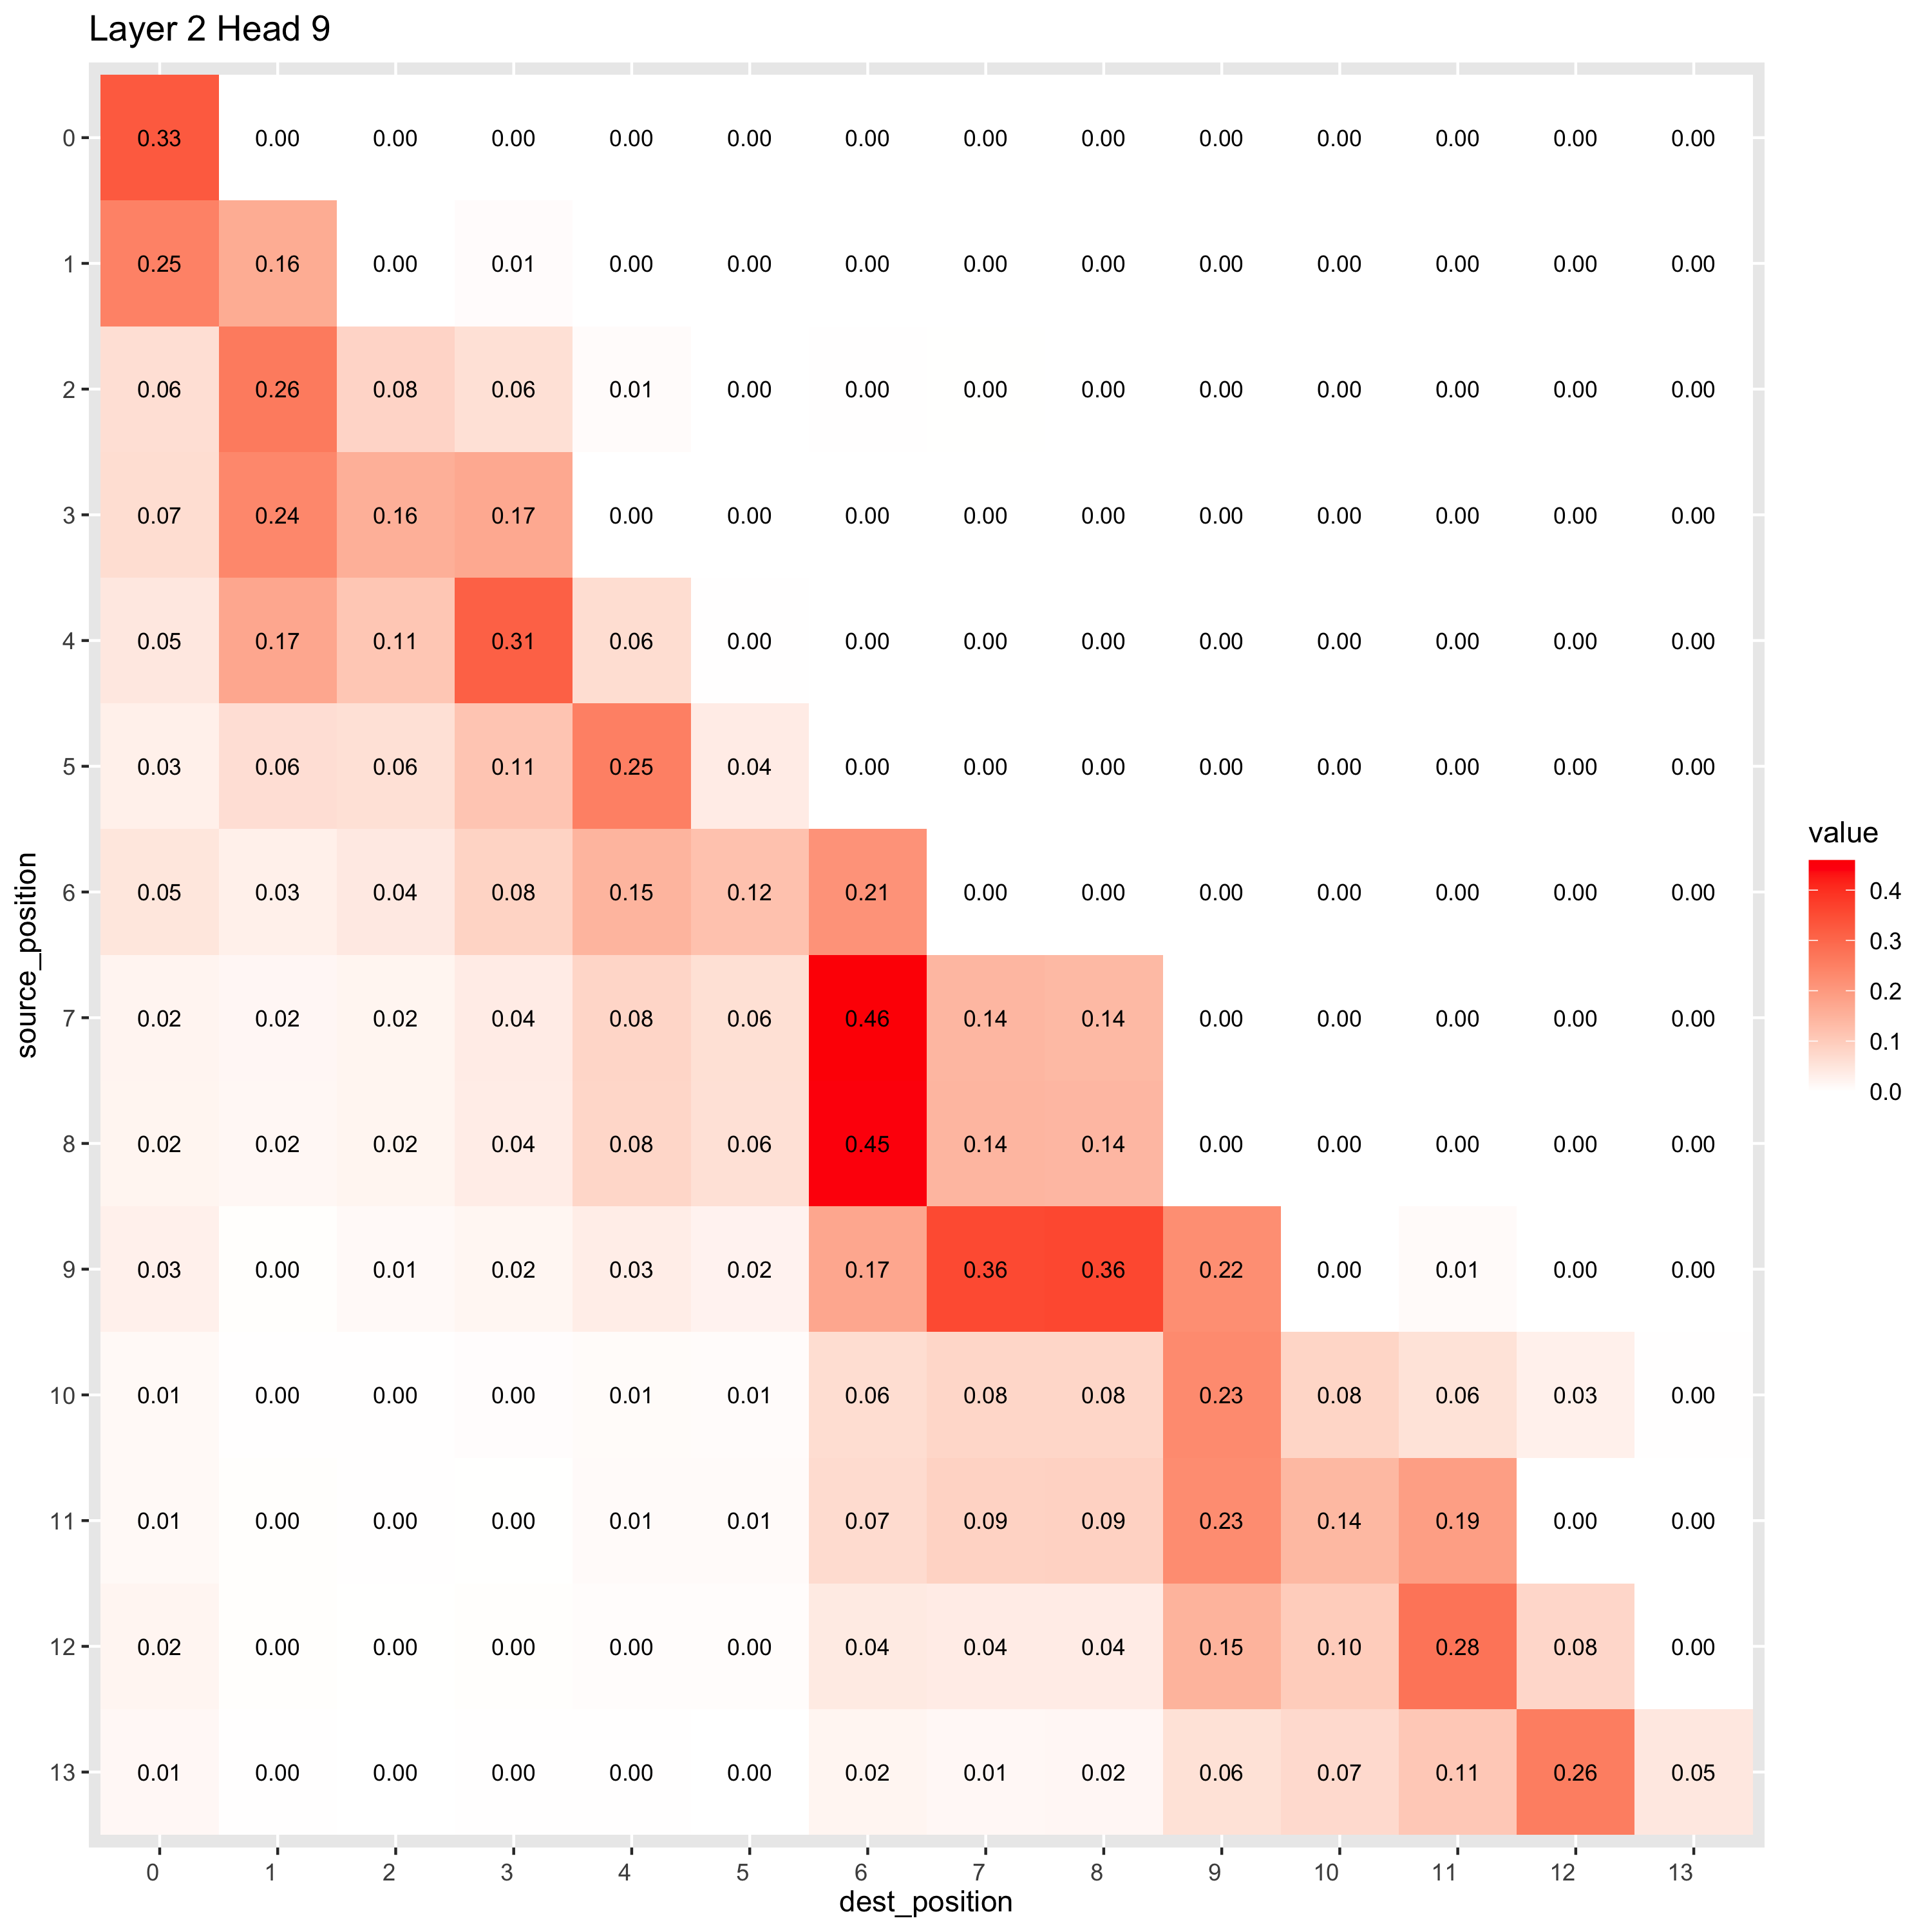 Layer 2 Head 9
0 0.33 0.00 0.00 0.00 0.00 0.00 0.00 0.00 0.00 0.00 0.00 0.00 0.00 0.00
1 0.25 0.16 0.00 0.01 0.00 0.00 0.00 0.00 0.00 0.00 0.00 0.00 0.00 0.00
2 0.06 0.26 0.08 0.06 0.01 0.00 0.00 0.00 0.00 0.00 0.00 0.00 0.00 0.00
3 0.07 0.24 0.16 0.17 0.00 0.00 0.00 0.00 0.00 0.00 0.00 0.00 0.00 0.00
4 0.05 0.17 0.11 0.31 0.06 0.00 0.00 0.00 0.00 0.00 0.00 0.00 0.00 0.00
5 0.03 0.06 0.06 0.11 0.25 0.04 0.00 0.00 0.00 0.00 0.00 0.00 0.00 0.00
6 0.05 0.03 0.04 0.08 0.15 0.12 0.21 0.00 0.00 0.00 0.00 0.00 0.00 0.00
7 0.02 0.02 0.02 0.04 0.08 0.06 0.46 0.14 0.14 0.00 0.00 0.00 0.00 0.00
8 0.02 0.02 0.02 0.04 0.08 0.06 0.45 0.14 0.14 0.00 0.00 0.00 0.00 0.00
9 0.03 0.00 0.01 0.02 0.03 0.02 0.17 0.36 0.36 0.22 0.00 0.01 0.00 0.00
10 0.01 0.00 0.00 0.00 0.01 0.01 0.06 0.08 0.08 0.23 0.08 0.06 0.03 0.00
11 0.01 0.00 0.00 0.00 0.01 0.01 0.07 0.09 0.09 0.23 0.14 0.19 0.00 0.00
12 0.02 0.00 0.00 0.00 0.00 0.00 0.04 0.04 0.04 0.15 0.10 0.28 0.08 0.00
13 0.01 0.00 0.00 0.00 0.00 0.00 0.02 0.01 0.02 0.06 0.07 0.11 0.26 0.05
0 1 2 3 4 5 6 7 8 9 10 11 12 13
dest_position
source_position
value
0.4
0.3
0.2
0.1
0.0